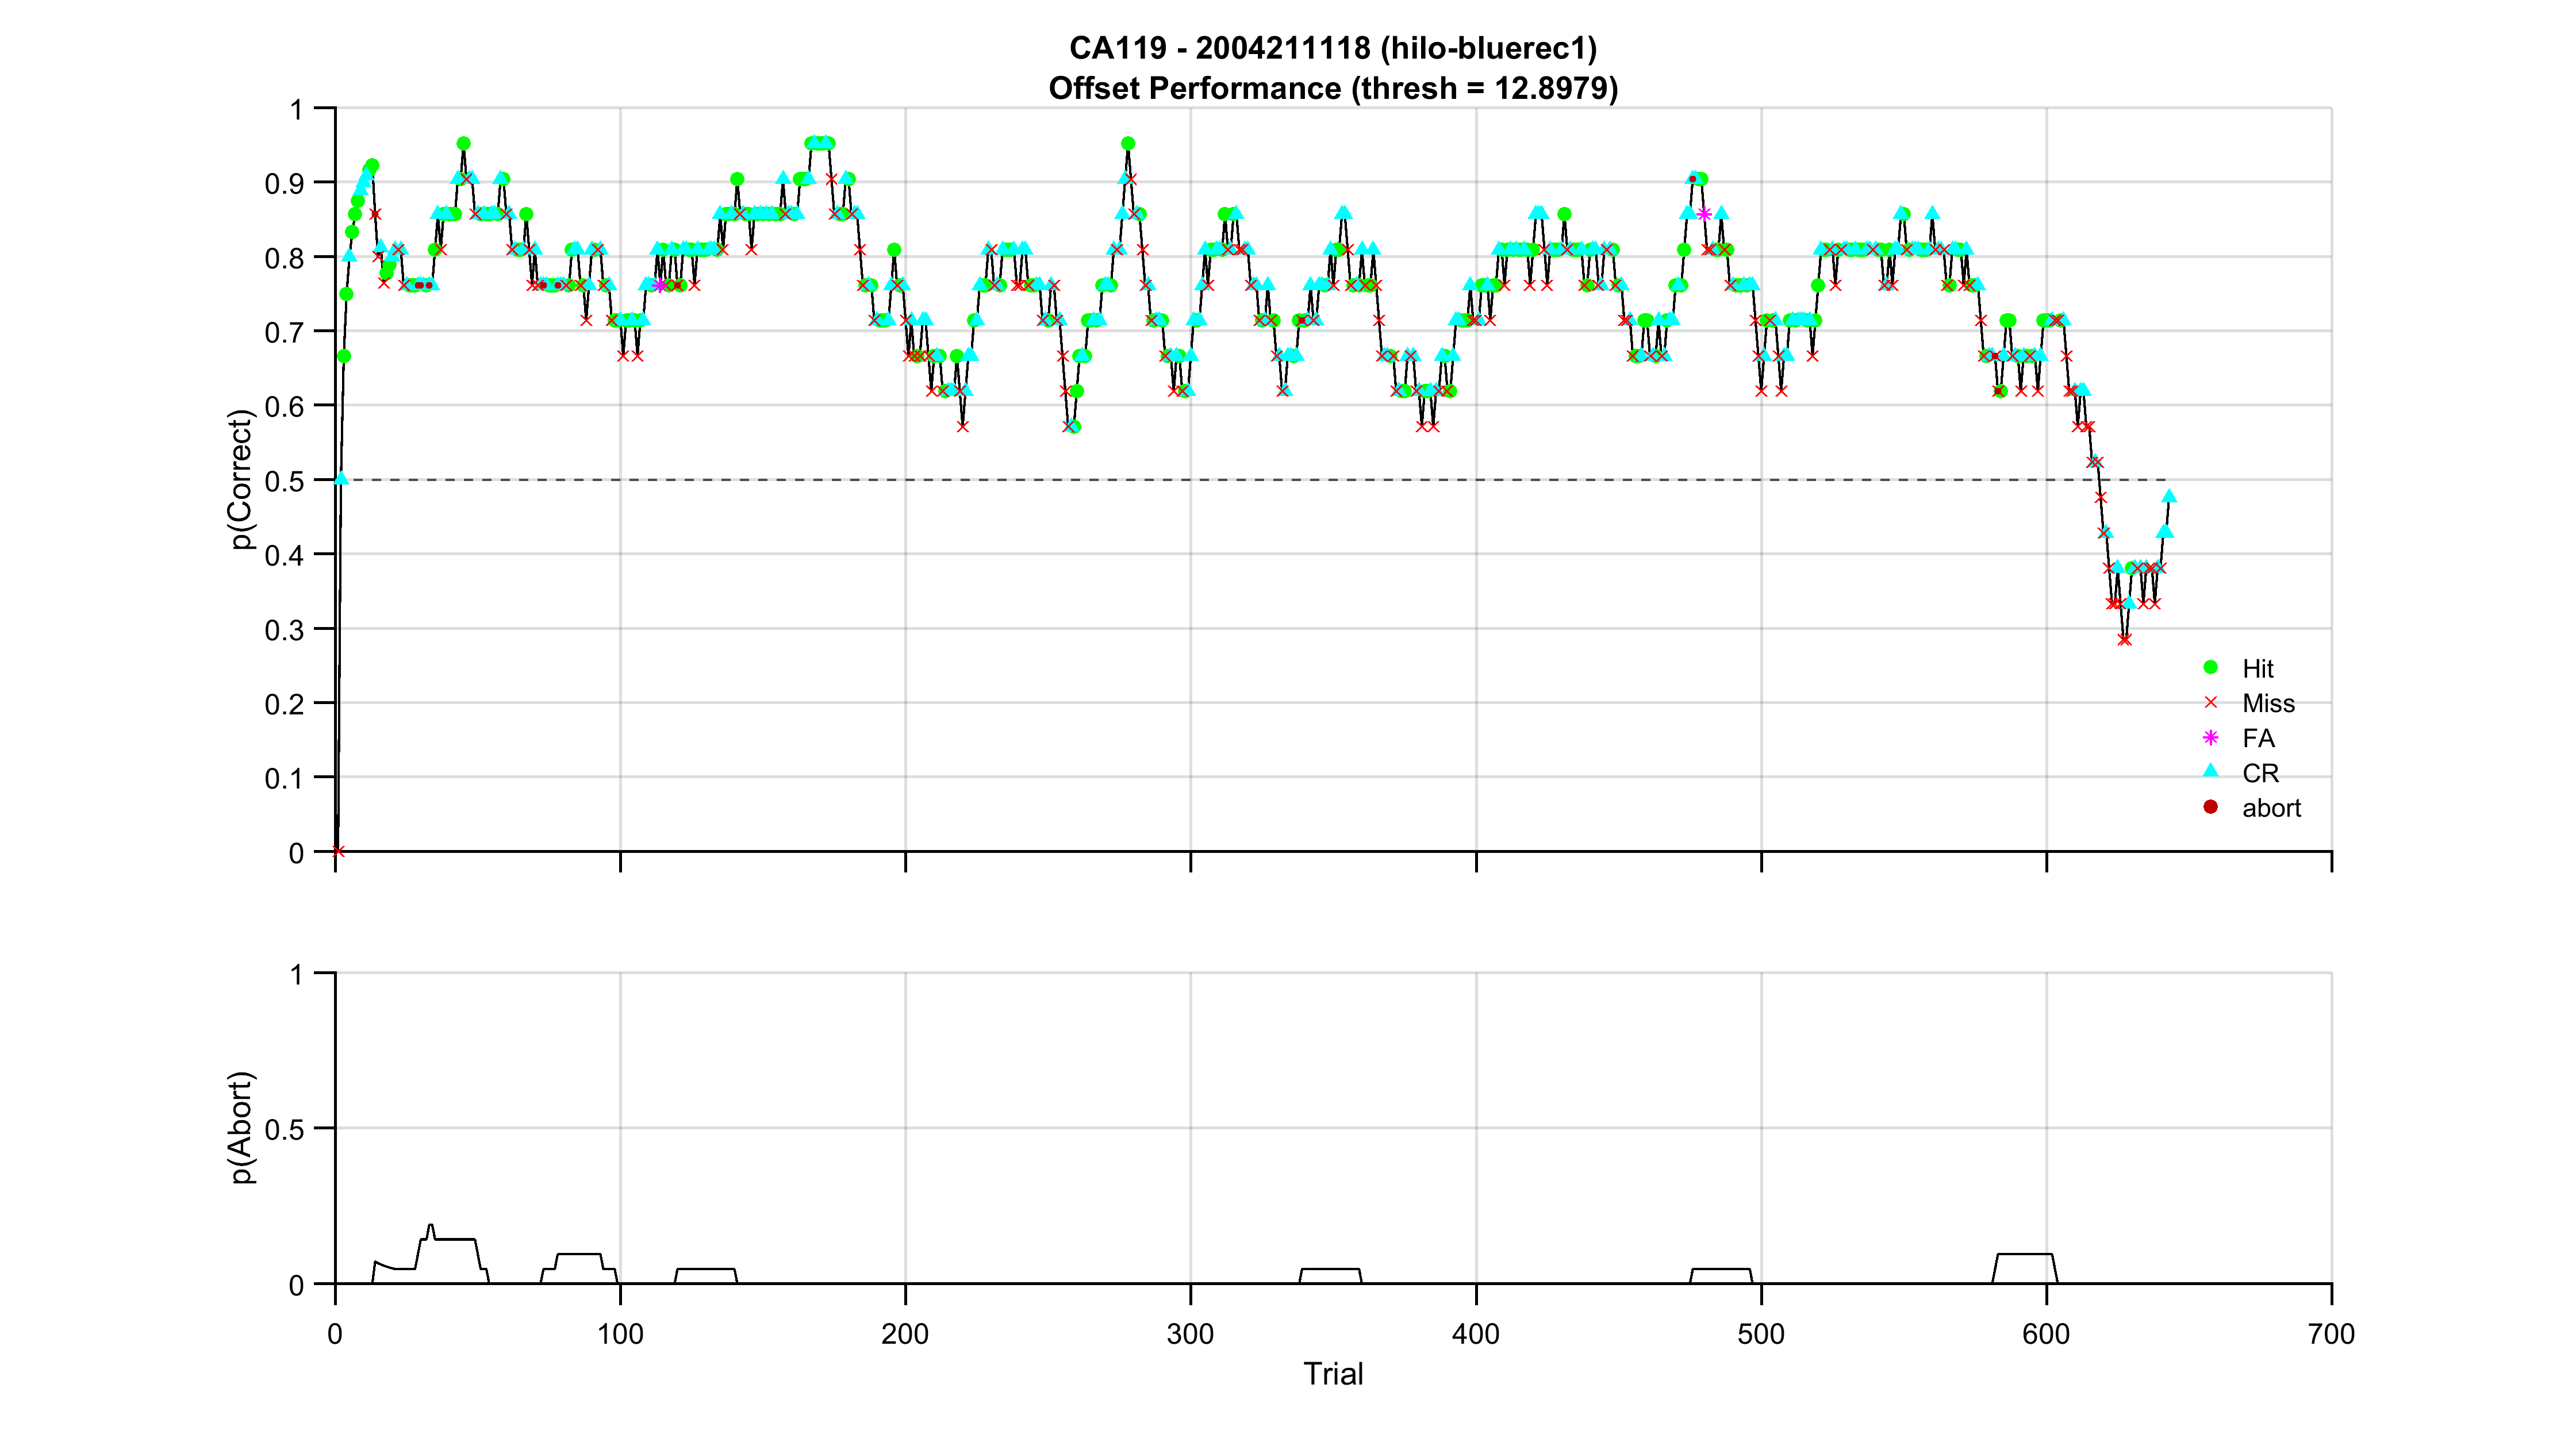 CA119 - 2004211118 (hilo-bluerec1)
Offset Performance (thresh = 12.8979)
p(Correct)
1
0.9
0.8
0.7
0.6
0.5
0.4
0.3
0.2
0.1
0
Hit
Miss
FA
CR
abort
p(Abort)
1
0.5
0
0 100 200 300 400 500 600 700
Trial